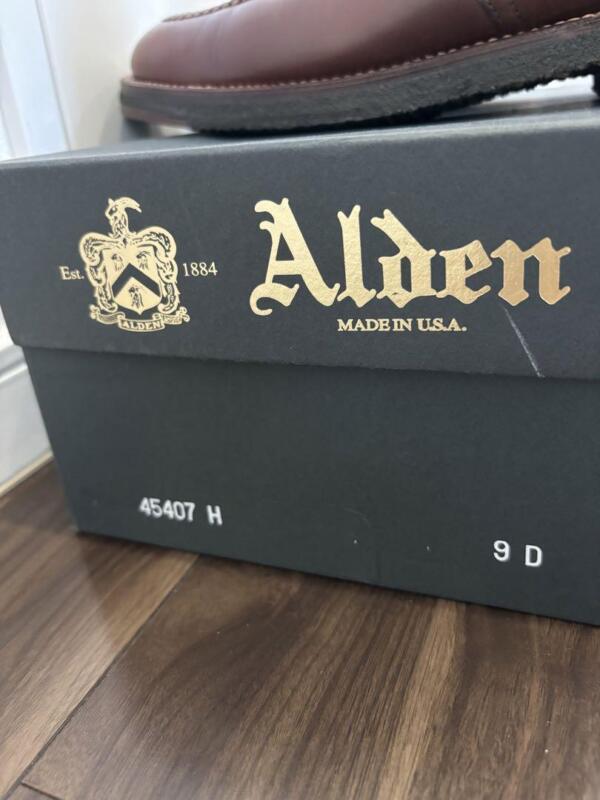 Est. 1884
ALDEN
Alden
MADE IN U.S.A.
45407 H
9 D